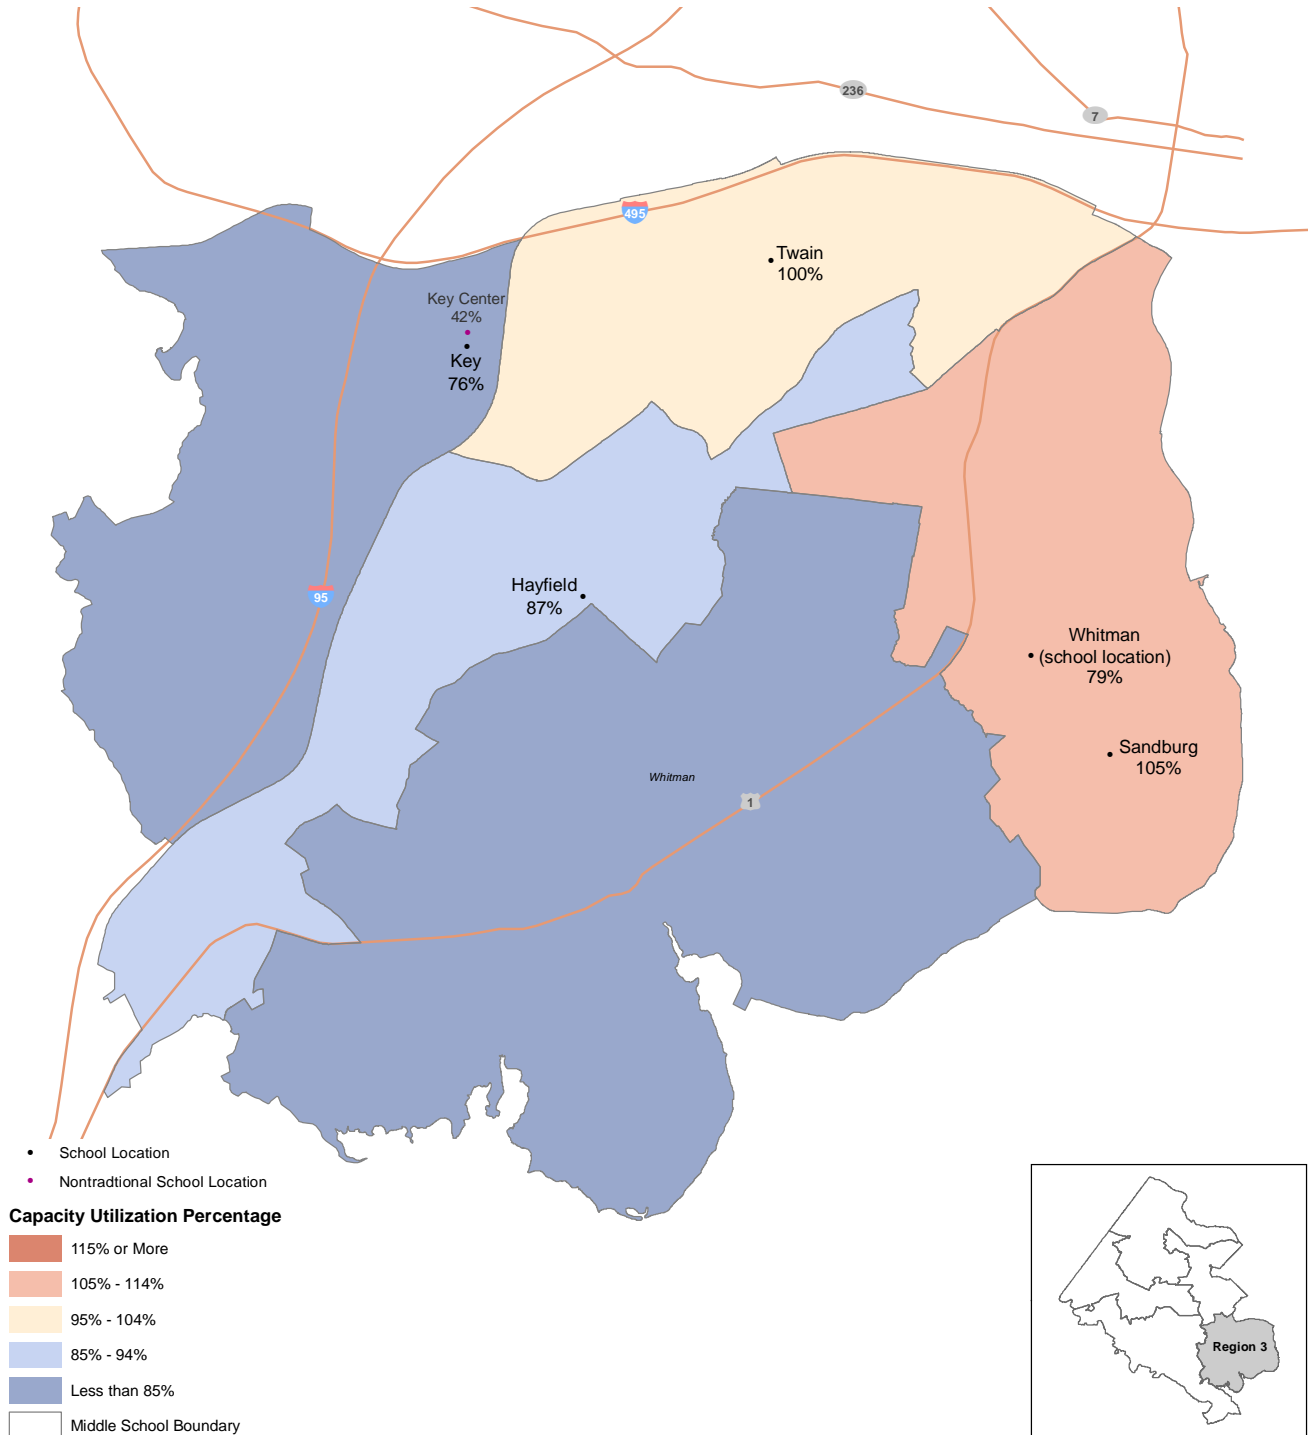 236
7
495
Twain
100%
Key Center
42%
Key
76%
Hayfield
87%
95
Whitman
(school location)
79%
Sandburg
105%
Whitman
1
School Location
Nontradtional School Location
Capacity Utilization Percentage
115% or More
105% - 114%
95% - 104%
85% - 94%
Less than 85%
Middle School Boundary
Region 3